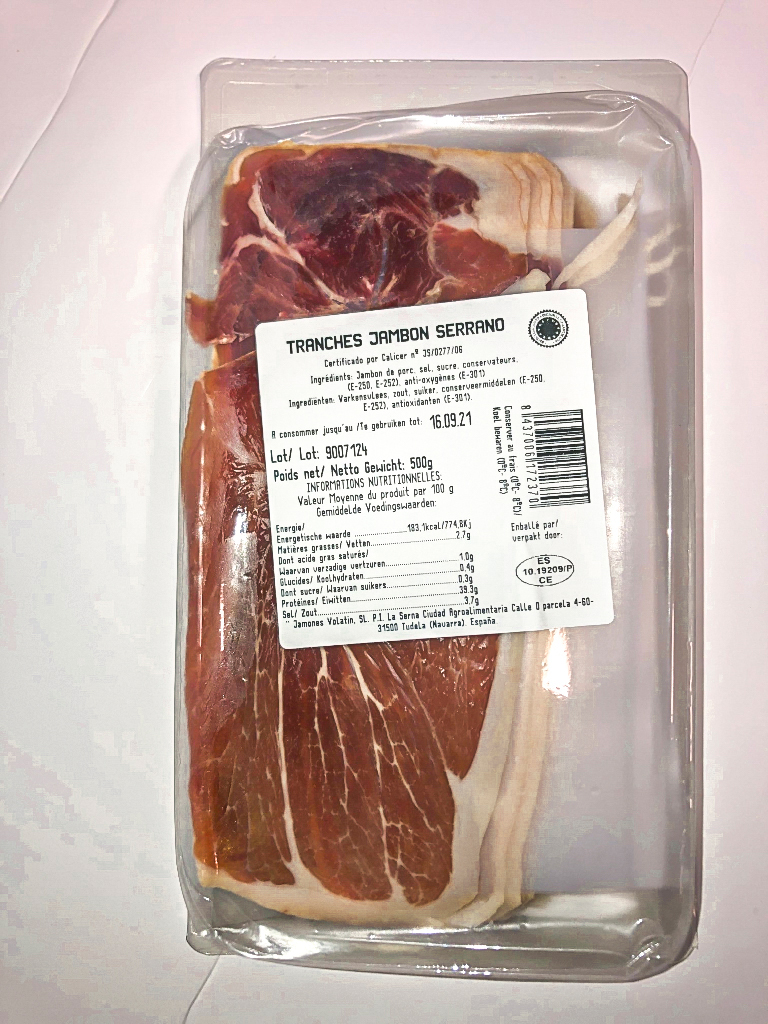 TRANCHES JAMBON SERRANO
Certificado por Calicer nº 35/0277/06
Ingrédients: Jambon de porc, sel, sucre, conservateurs,
(E-250, E-252), anti-oxygènes (E-301)
Ingrediënten: Varkensvlees, zout, suiker, conserveermiddelen (E-250,
E-252), antioxidanten (E-301).
A consommer jusqu'au /Te gebruiken tot: 16.09.21
Lot/ Lot: 9007124
Poids net/ Netto Gewicht: 500g
INFORMATIONS NUTRITIONNELLES:
Valeur Moyenne du produit par 100 g
Gemiddelde Voedingswaarden:
Energie/
Energetische waarde ........ 183,1kcal/774,8Kj
Matières grasses/ Vetten........ 2.7g
Dont acide gras saturés/
Waarvan verzadige vertzuren........ 1,0g
Glucides/ Koolhydraten........ 0,4g
Dont sucre/ Waarvan suikers........ 0.3g
Protéines/ Eiwitten........ 39.3g
Sel/ Zout........ 3.7g
Jamones Volatin, SL. P.I. La Serna Ciudad Agroalimentaria Calle O parcela 4-60-
31500 Tudela (Navarra). España.
Conserver au frais (0ºC- 8ºC)/
Koel bewaren (0ºC- 8ºC)
8437006172370
Enballé par/
verpakt door:
ES
10.19209/P
CE